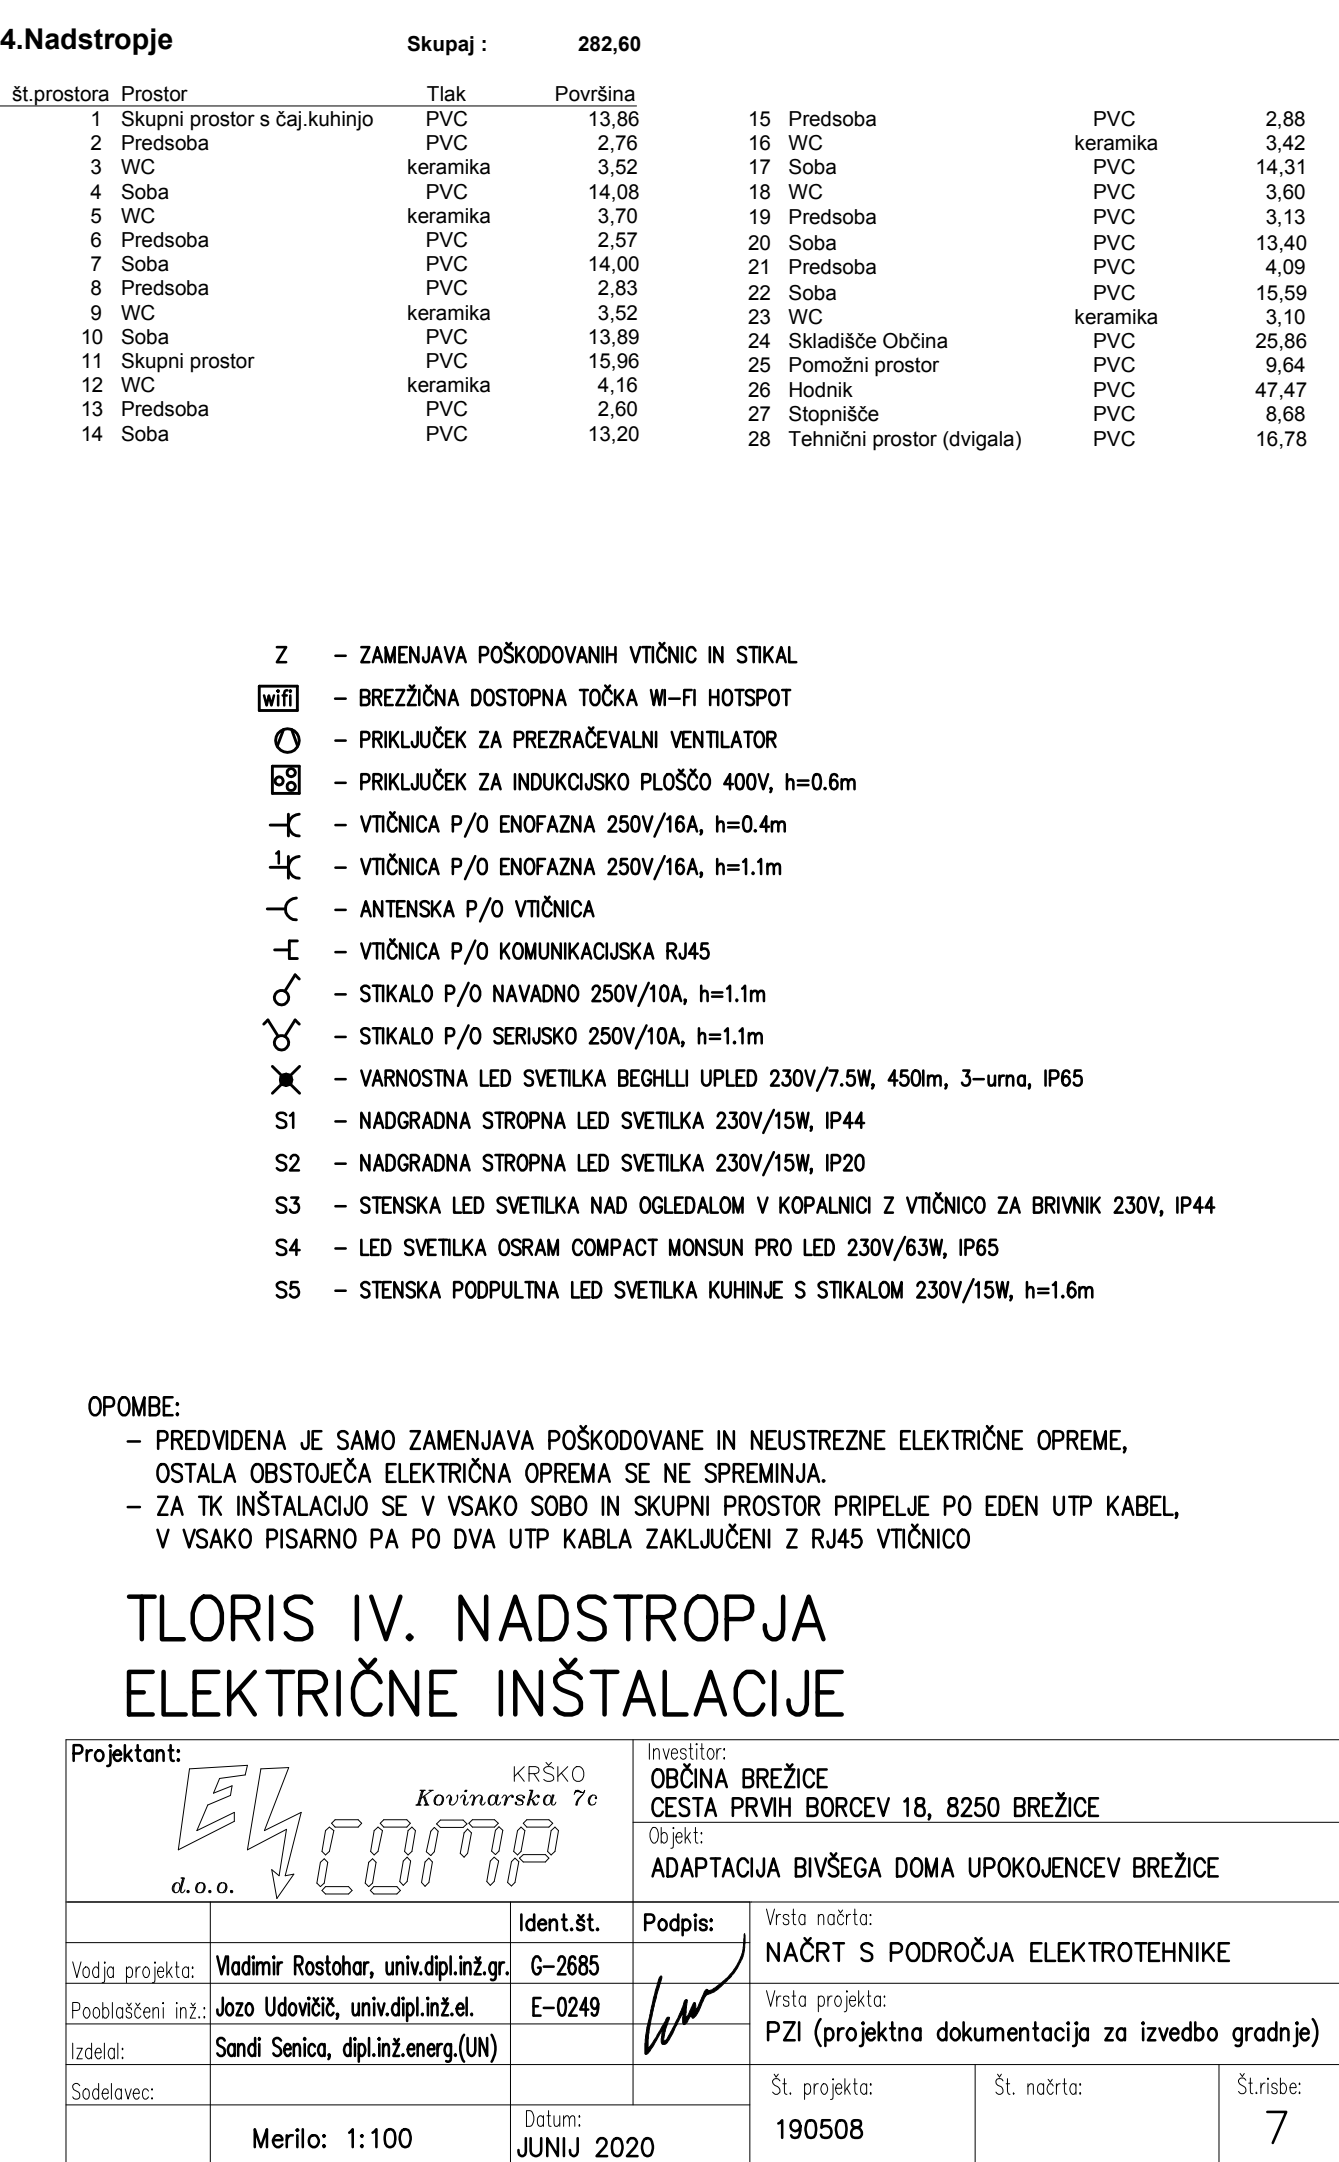 4.Nadstropje Skupaj : 282,60
št.prostora Prostor Tlak Površina
1 Skupni prostor s čaj.kuhinjo PVC 13,86
2 Predsoba PVC 2,76
3 WC keramika 3,52
4 Soba PVC 14,08
5 WC keramika 3,70
6 Predsoba PVC 2,57
7 Soba PVC 14,00
8 Predsoba PVC 2,83
9 WC keramika 3,52
10 Soba PVC 13,89
11 Skupni prostor PVC 15,96
12 WC keramika 4,16
13 Predsoba PVC 2,60
14 Soba PVC 13,20
15 Predsoba PVC 2,88
16 WC keramika 3,42
17 Soba PVC 14,31
18 WC PVC 3,60
19 Predsoba PVC 3,13
20 Soba PVC 13,40
21 Predsoba PVC 4,09
22 Soba PVC 15,59
23 WC keramika 3,10
24 Skladišče Občina PVC 25,86
25 Pomožni prostor PVC 9,64
26 Hodnik PVC 47,47
27 Stopnišče PVC 8,68
28 Tehnični prostor (dvigala) PVC 16,78
Z – ZAMENJAVA POŠKODOVANIH VTIČNIC IN STIKAL
wifi – BREZŽIČNA DOSTOPNA TOČKA WI-FI HOTSPOT
– PRIKLJUČEK ZA PREZRAČEVALNI VENTILATOR
– PRIKLJUČEK ZA INDUKCIJSKO PLOŠČO 400V, h=0.6m
– VTIČNICA P/O ENOFAZNA 250V/16A, h=0.4m
1 – VTIČNICA P/O ENOFAZNA 250V/16A, h=1.1m
– ANTENSKA P/O VTIČNICA
– VTIČNICA P/O KOMUNIKACIJSKA RJ45
– STIKALO P/O NAVADNO 250V/10A, h=1.1m
– STIKALO P/O SERIJSKO 250V/10A, h=1.1m
– VARNOSTNA LED SVETILKA BEGHLLI UPLED 230V/7.5W, 450lm, 3-urna, IP65
S1 – NADGRADNA STROPNA LED SVETILKA 230V/15W, IP44
S2 – NADGRADNA STROPNA LED SVETILKA 230V/15W, IP20
S3 – STENSKA LED SVETILKA NAD OGLEDALOM V KOPALNICI Z VTIČNICO ZA BRIVNIK 230V, IP44
S4 – LED SVETILKA OSRAM COMPACT MONSUN PRO LED 230V/63W, IP65
S5 – STENSKA PODPULTNA LED SVETILKA KUHINJE S STIKALOM 230V/15W, h=1.6m
OPOMBE:
– PREDVIDENA JE SAMO ZAMENJAVA POŠKODOVANE IN NEUSTREZNE ELEKTRIČNE OPREME,
OSTALA OBSTOJEČA ELEKTRIČNA OPREMA SE NE SPREMINJA.
– ZA TK INŠTALACIJO SE V VSAKO SOBO IN SKUPNI PROSTOR PRIPELJE PO EDEN UTP KABEL,
V VSAKO PISARNO PA PO DVA UTP KABLA ZAKLJUČENI Z RJ45 VTIČNICO
TLORIS IV. NADSTROPJA
ELEKTRIČNE INŠTALACIJE
Projektant:
KRŠKO
Kovinarska 7c
EL COMP
d.o.o.
Investitor:
OBČINA BREŽICE
CESTA PRVIH BORCEV 18, 8250 BREŽICE
Objekt:
ADAPTACIJA BIVŠEGA DOMA UPOKOJENCEV BREŽICE
Ident.št. Podpis:
Vodja projekta: Vladimir Rostohar, univ.dipl.inž.gr. G-2685
Pooblaščeni inž.: Jozo Udovičič, univ.dipl.inž.el. E-0249
Izdelal: Sandi Senica, dipl.inž.energ.(UN)
Sodelavec:
Merilo: 1:100
Datum:
JUNIJ 2020
Vrsta načrta:
NAČRT S PODROČJA ELEKTROTEHNIKE
Vrsta projekta:
PZI (projektna dokumentacija za izvedbo gradnje)
Št. projekta:
190508
Št. načrta:
Št.risbe:
7